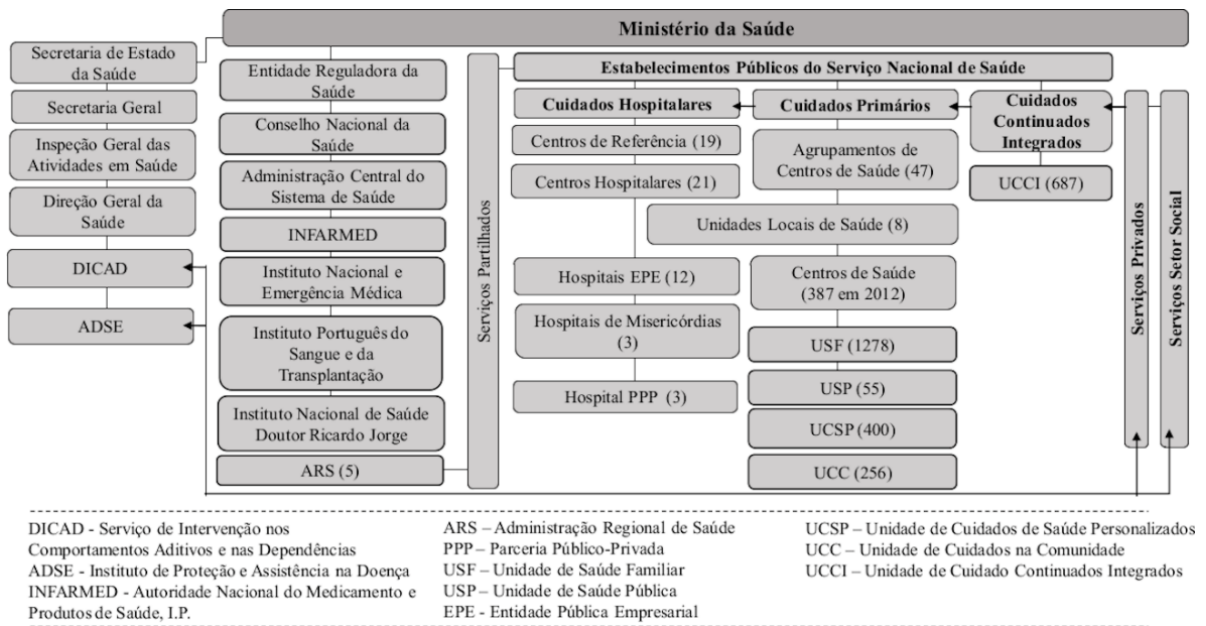 Ministério da Saúde
Secretaria de Estado
da Saúde
Secretaria Geral
Inspeção Geral das
Atividades em Saúde
Direção Geral da
Saúde
DICAD
ADSE
Entidade Reguladora da
Saúde
Conselho Nacional da
Saúde
Administração Central do
Sistema de Saúde
INFARMED
Instituto Nacional e
Emergência Médica
Instituto Português do
Sangue e da
Transplantação
Instituto Nacional de Saúde
Doutor Ricardo Jorge
ARS (5)
Serviços Partilhados
Estabelecimentos Públicos do Serviço Nacional de Saúde
Cuidados Hospitalares
Centros de Referência (19)
Centros Hospitalares (21)
Unidades Locais de Saúde (8)
Hospitais EPE (12)
Hospitais de Misericórdias
(3)
Hospital PPP (3)
Cuidados Primários
Agrupamentos de
Centros de Saúde (47)
Centros de Saúde
(387 em 2012)
USF (1278)
USP (55)
UCSP (400)
UCC (256)
Cuidados
Continuados
Integrados
UCCI (687)
Serviços Privados
Serviços Setor Social
DICAD - Serviço de Intervenção nos
Comportamentos Aditivos e nas Dependências
ADSE - Instituto de Proteção e Assistência na Doença
INFARMED - Autoridade Nacional do Medicamento e
Produtos de Saúde, I.P.
ARS – Administração Regional de Saúde
PPP – Parceria Público-Privada
USF – Unidade de Saúde Familiar
USP – Unidade de Saúde Pública
EPE - Entidade Pública Empresarial
UCSP – Unidade de Cuidados de Saúde Personalizados
UCC – Unidade de Cuidados na Comunidade
UCCI – Unidade de Cuidado Continuados Integrados